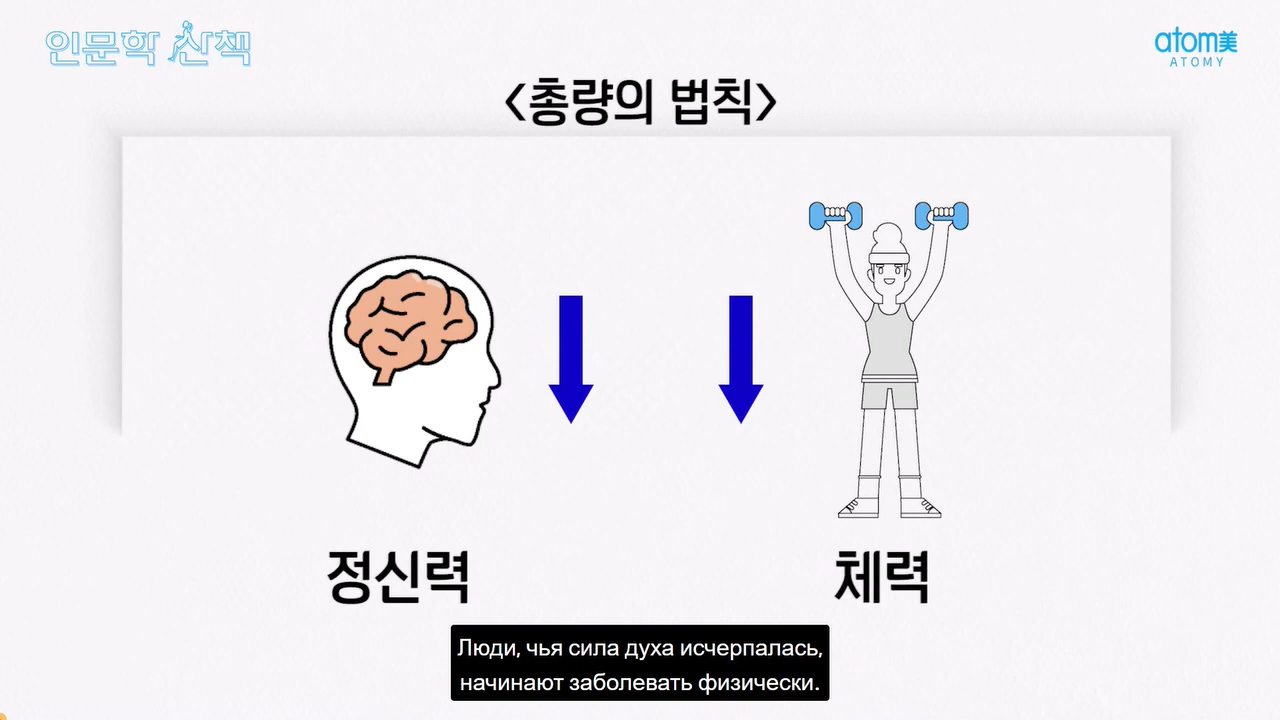 인문학 산책
atom美
ATOMY
<총량의 법칙>
정신력
체력
Люди, чья сила духа исчерпалась,
начинают заболевать физически.